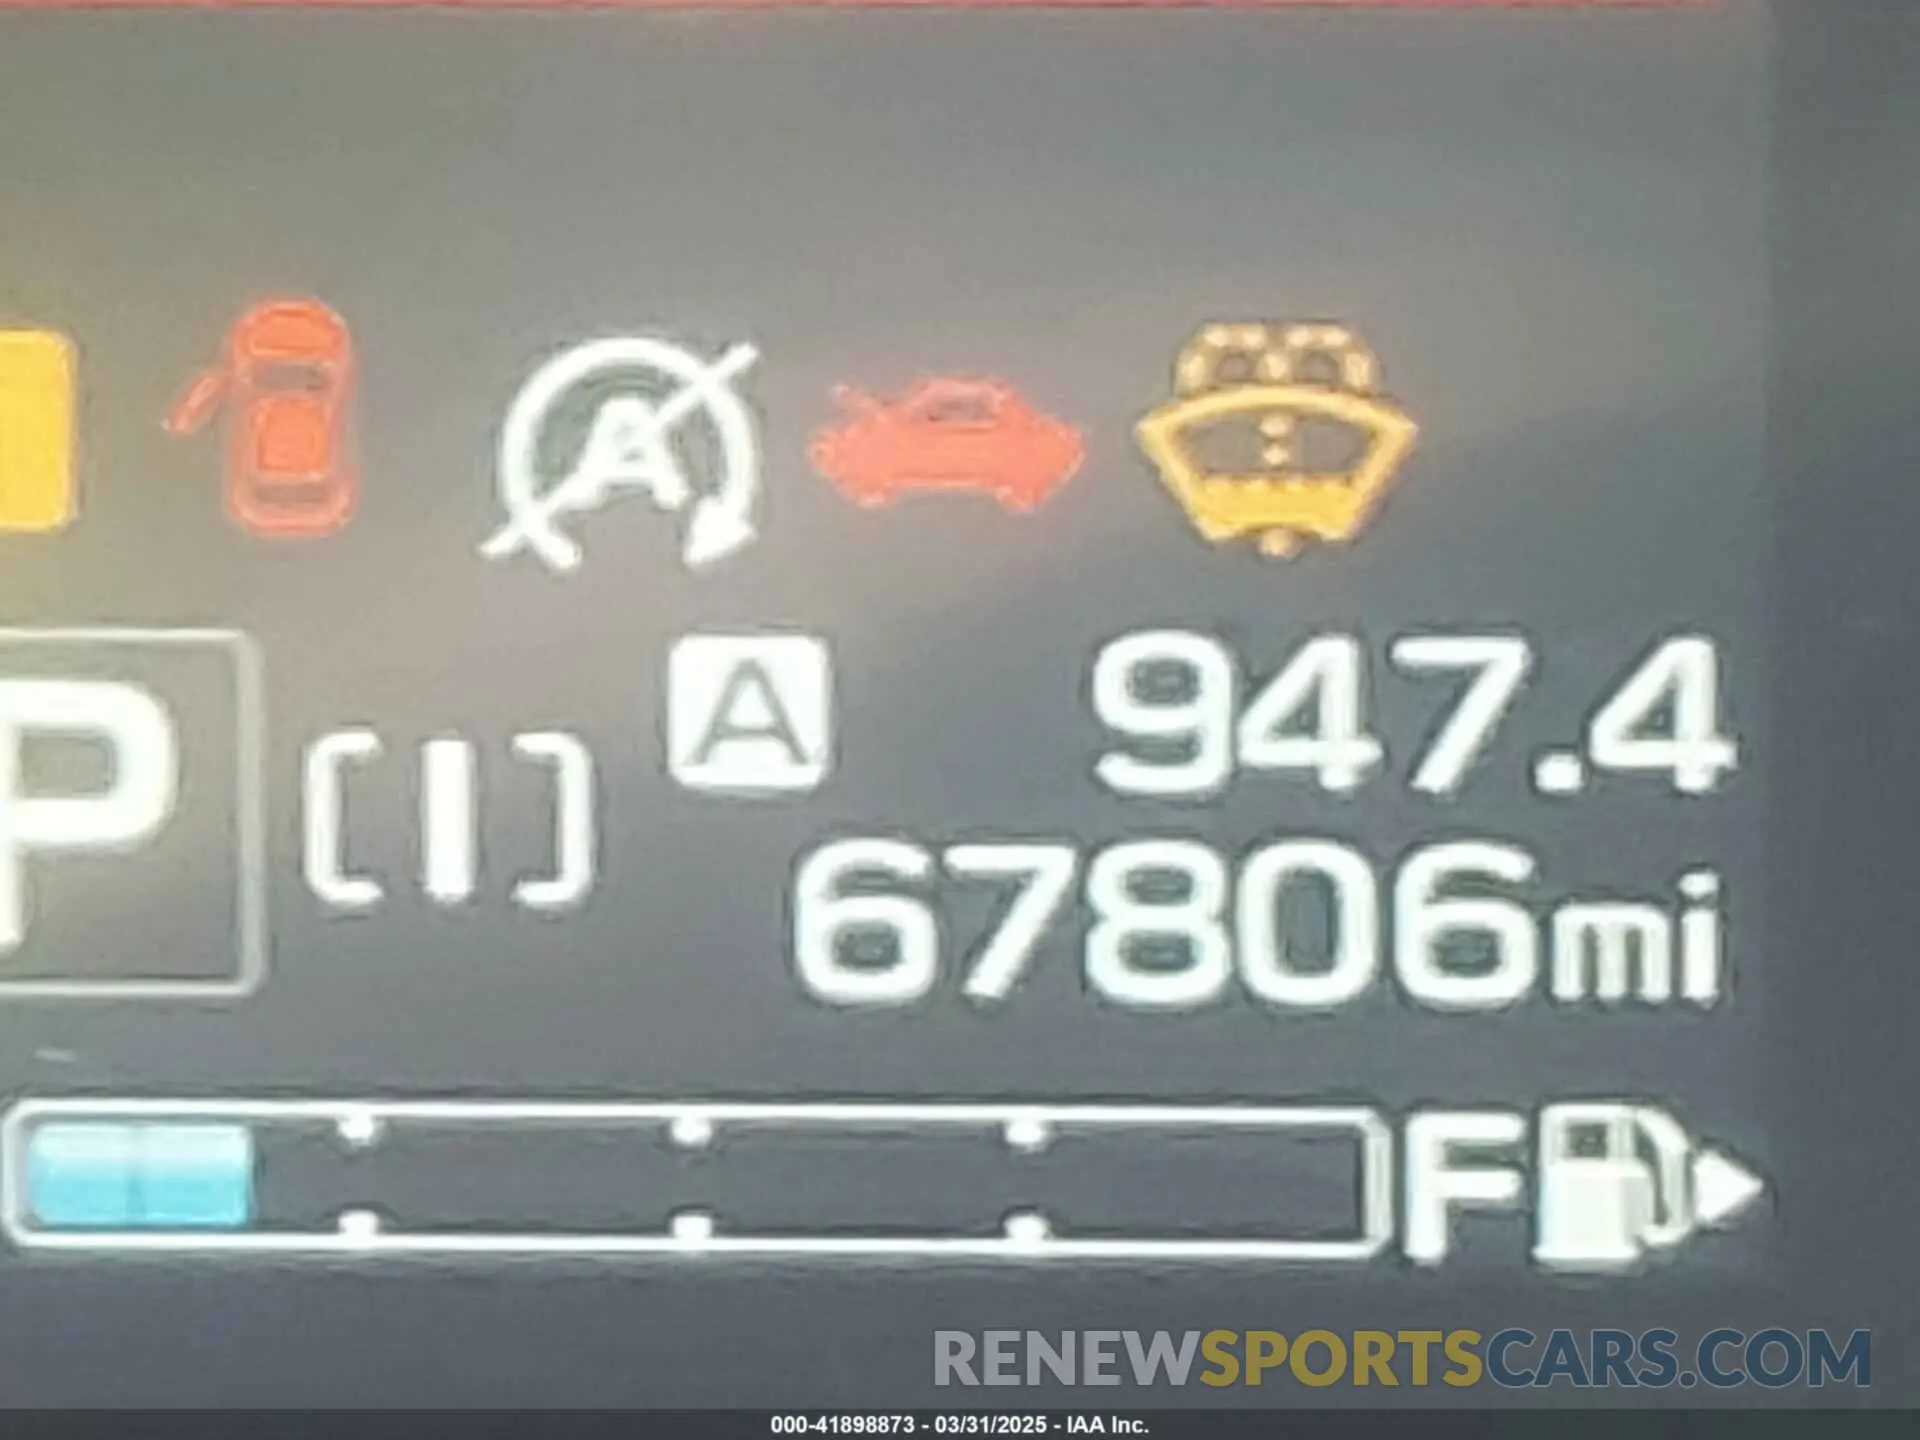 A
P [I] A 947.4
67806mi
F
RENEWSPORTSCARS.COM
000-41898873 - 03/31/2025 - IAA Inc.